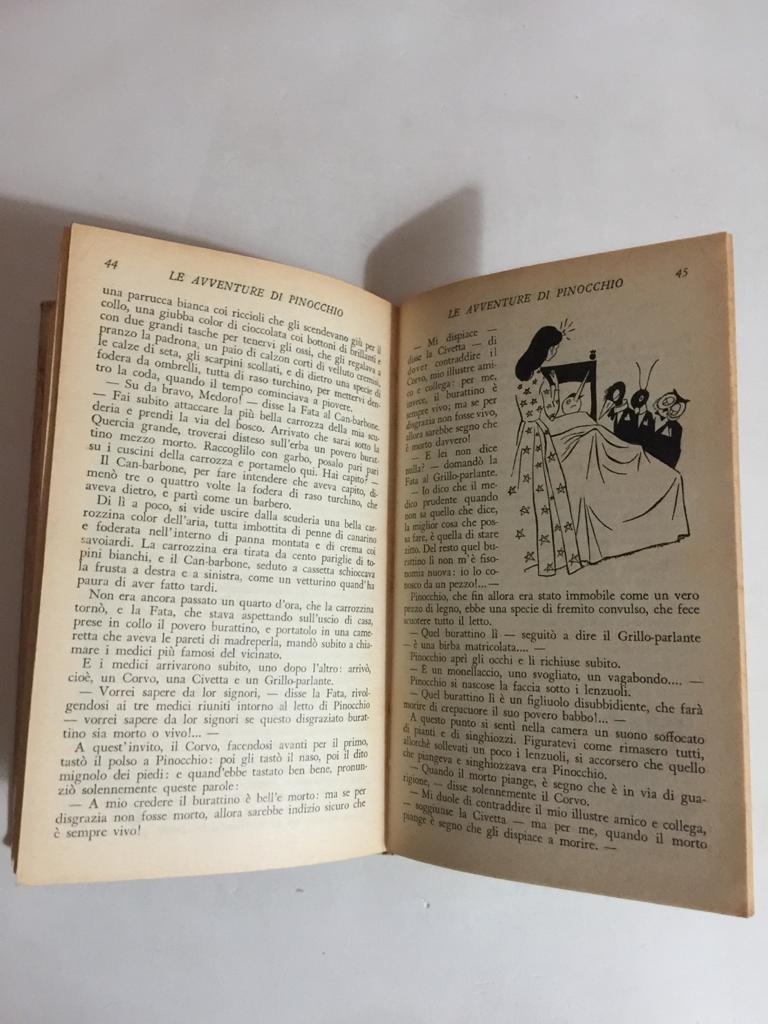 44
LE AVVENTURE DI PINOCCHIO
una parrucca bianca coi riccioli che gli scendevano giù per il
collo, una giubba color di cioccolata coi bottoni di brillanti e
con due grandi tasche per tenervi gli ossi, che gli regalava a
pranzo la padrona, un paio di calzon corti di velluto cremisi,
le calze di seta, gli scarpini scollati, e di dietro una specie di
fodera da ombrelli, tutta di raso turchino, per mettervi den-
tro la coda, quando il tempo cominciava a piovere.
— Su da bravo, Medoro! — disse la Fata al Can-barbone.
— Fai subito attaccare la più bella carrozza della mia scu-
deria e prendi la via del bosco. Arrivato che sarai sotto la
Quercia grande, troverai disteso sull'erba un povero burat-
tino mezzo morto. Raccoglilo con garbo, posalo pari pari
su i cuscini della carrozza e portamelo qui. Hai capito? —
Il Can-barbone, per fare intendere che aveva capito, di-
menò tre o quattro volte la fodera di raso turchino, che
aveva dietro, e partì come un barbero.
Di lì a poco, si vide uscire dalla scuderia una bella car-
rozzina color dell'aria, tutta imbottita di penne di canarino
e foderata nell'interno di panna montata e di crema coi
savoiardi. La carrozzina era tirata da cento pariglie di to-
pini bianchi, e il Can-barbone, seduto a cassetta schioccava
la frusta a destra e a sinistra, come un vetturino quand'ha
paura di aver fatto tardi.
Non era ancora passato un quarto d'ora, che la carrozzina
tornò, e la Fata, che stava aspettando sull'uscio di casa,
prese in collo il povero burattino, e portatolo in una came-
retta che aveva le pareti di madreperla, mandò subito a chia-
mare i medici più famosi del vicinato.
E i medici arrivarono subito, uno dopo l'altro: arrivò,
cioè, un Corvo, una Civetta e un Grillo-parlante.
— Vorrei sapere da lor signori, — disse la Fata, rivol-
gendosi ai tre medici riuniti intorno al letto di Pinocchio
— vorrei sapere da lor signori se questo disgraziato burat-
tino sia morto o vivo!... —
A quest'invito, il Corvo, facendosi avanti per il primo,
tastò il polso a Pinocchio: poi gli tastò il naso, poi il dito
mignolo dei piedi: e quand'ebbe tastato ben bene, pronun-
ziò solennemente queste parole:
— A mio credere il burattino è bell'e morto: ma se per
disgrazia non fosse morto, allora sarebbe indizio sicuro che
è sempre vivo!
45
LE AVVENTURE DI PINOCCHIO
— Mi dispiace —
disse la Civetta — di
dover contraddire il
Corvo, mio illustre ami-
co e collega: per me,
invece, il burattino è
sempre vivo; ma se per
disgrazia non fosse vivo,
allora sarebbe segno che
è morto davvero!
— E lei non dice
nulla? — domandò la
Fata al Grillo-parlante.
— Io dico che il me-
dico prudente quando
non sa quello che dice,
la miglior cosa che pos-
sa fare, è quella di stare
zitto. Del resto quel bu-
rattino lì non m'è fiso-
nomia nuova: io lo co-
nosco da un pezzo!...—
Pinocchio, che fin allora era stato immobile come un vero
pezzo di legno, ebbe una specie di fremito convulso, che fece
scuotere tutto il letto.
— Quel burattino lì — seguitò a dire il Grillo-parlante
— è una birba matricolata.... —
Pinocchio aprì gli occhi e li richiuse subito.
— È un monellaccio, uno svogliato, un vagabondo.... —
Pinocchio si nascose la faccia sotto i lenzuoli.
— Quel burattino lì è un figliuolo disubbidiente, che farà
morire di crepacuore il suo povero babbo!... —
A questo punto si sentì nella camera un suono soffocato
di pianti e di singhiozzi. Figuratevi come rimasero tutti,
allorchè sollevati un poco i lenzuoli, si accorsero che quello
che piangeva e singhiozzava era Pinocchio.
— Quando il morto piange, è segno che è in via di gua-
rigione, — disse solennemente il Corvo.
— Mi duole di contraddire il mio illustre amico e collega,
— soggiunse la Civetta — ma per me, quando il morto
piange è segno che gli dispiace a morire. —